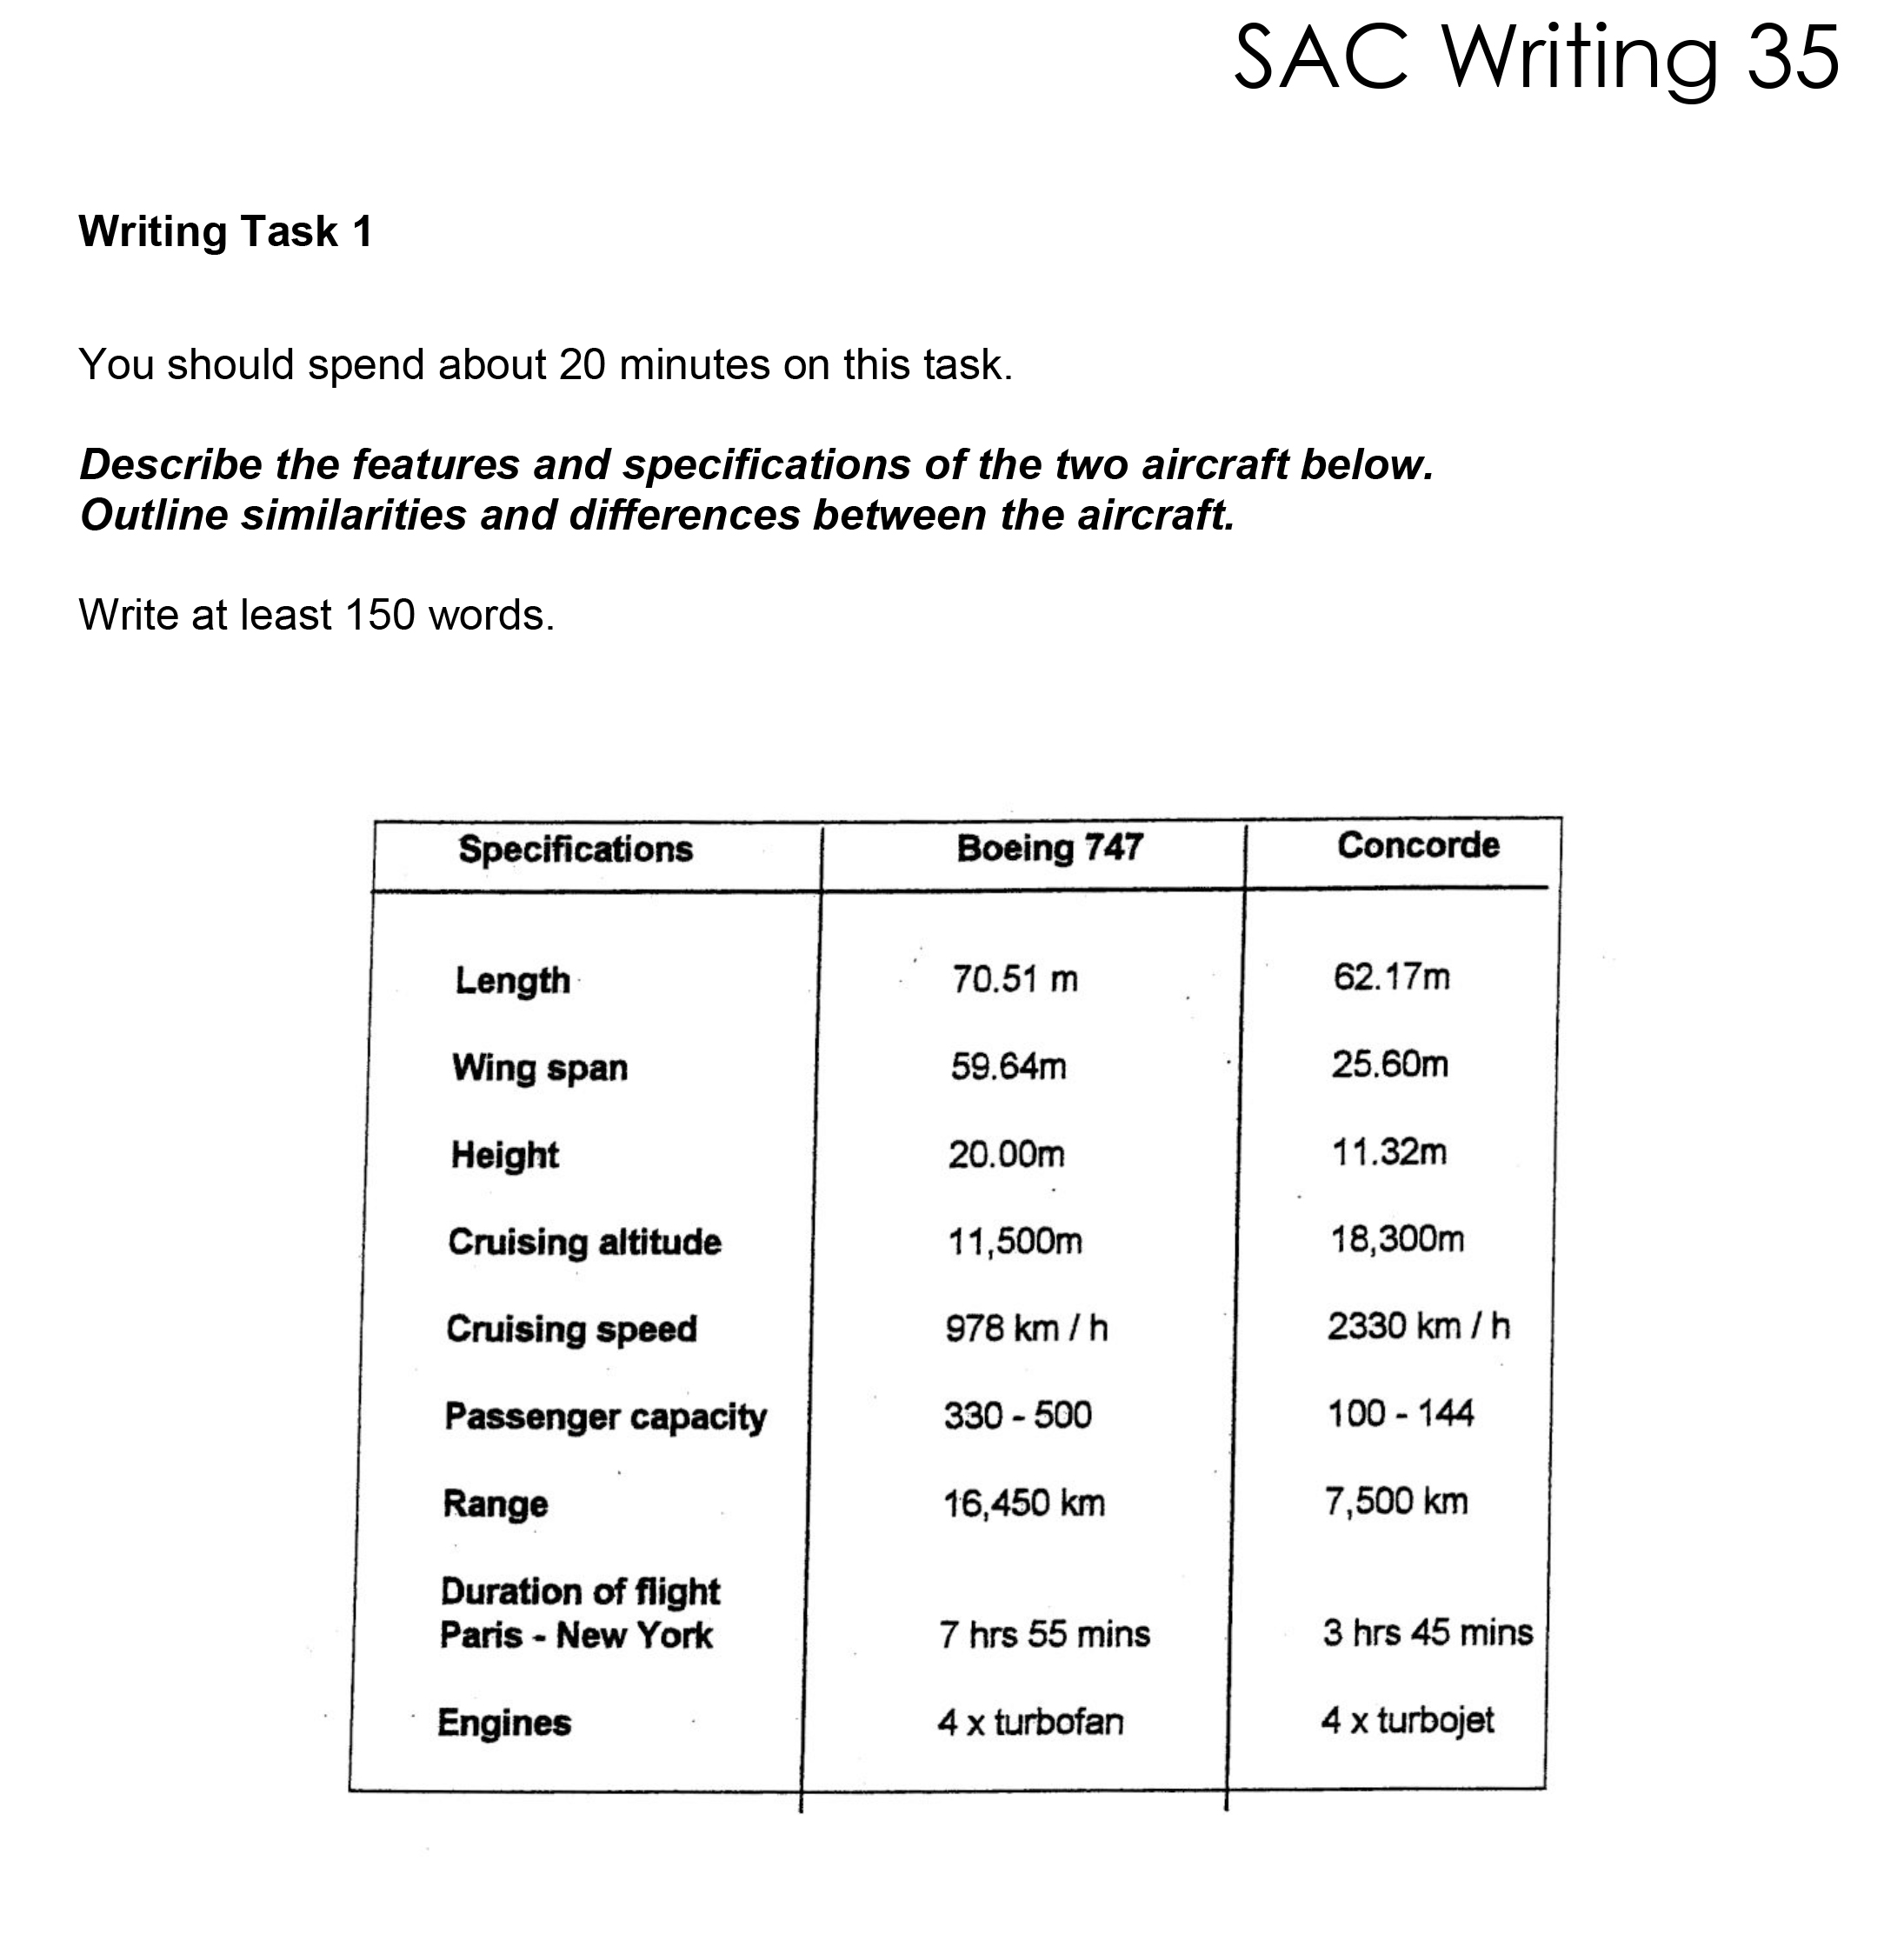 SAC Writing 35
Writing Task 1
You should spend about 20 minutes on this task.
Describe the features and specifications of the two aircraft below.
Outline similarities and differences between the aircraft.
Write at least 150 words.
Specifications Boeing 747 Concorde
Length 70.51 m 62.17m
Wing span 59.64m 25.60m
Height 20.00m 11.32m
Cruising altitude 11,500m 18,300m
Cruising speed 978 km / h 2330 km / h
Passenger capacity 330 - 500 100 - 144
Range 16,450 km 7,500 km
Duration of flight
Paris - New York 7 hrs 55 mins 3 hrs 45 mins
Engines 4 x turbofan 4 x turbojet